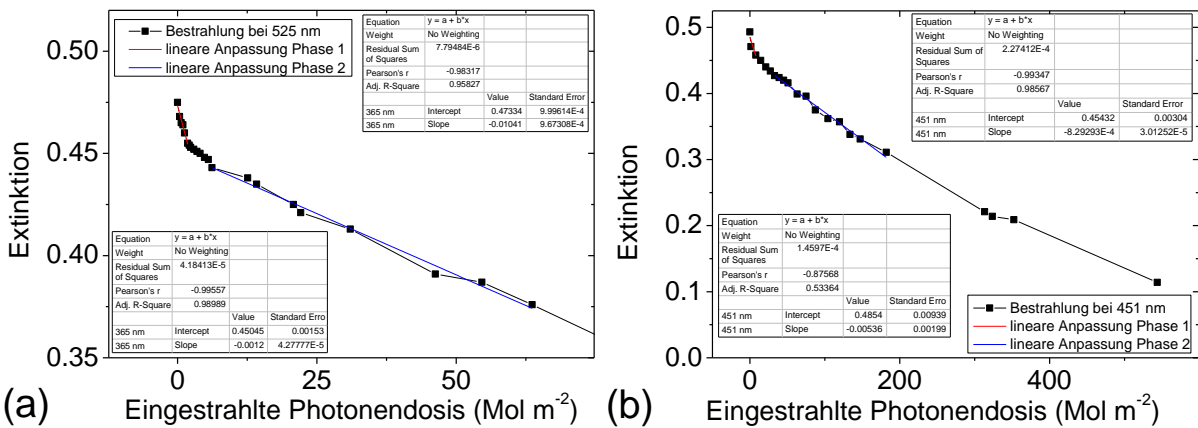 0.50
0.45
0.40
0.35
Extinktion
Bestrahlung bei 525 nm
lineare Anpassung Phase 1
lineare Anpassung Phase 2
Equation y = a + b*x
Weight No Weighting
Residual Sum of Squares 7.79484E-6
Pearson's r -0.98317
Adj. R-Square 0.95827
Value Standard Error
365 nm Intercept 0.47334 9.99614E-4
365 nm Slope -0.01041 9.67308E-4
Equation y = a + b*x
Weight No Weighting
Residual Sum of Squares 4.18413E-5
Pearson's r -0.99557
Adj. R-Square 0.98989
Value Standard Error
365 nm Intercept 0.45045 0.00153
365 nm Slope -0.0012 4.27777E-5
0 25 50
(a) Eingestrahlte Photonendosis (Mol m-2)
0.5
0.4
0.3
0.2
0.1
0.0
Extinktion
Equation y = a + b*x
Weight No Weighting
Residual Sum of Squares 2.27412E-4
Pearson's r -0.99347
Adj. R-Square 0.98567
Value Standard Error
451 nm Intercept 0.45432 0.00304
451 nm Slope -8.29293E-4 3.01252E-5
Equation y = a + b*x
Weight No Weighting
Residual Sum of Squares 1.4597E-4
Pearson's r -0.87568
Adj. R-Square 0.53364
Value Standard Erro
451 nm Intercept 0.4854 0.00939
451 nm Slope -0.00536 0.00199
Bestrahlung bei 451 nm
lineare Anpassung Phase 1
lineare Anpassung Phase 2
0 200 400
(b) Eingestrahlte Photonendosis (Mol m-2)